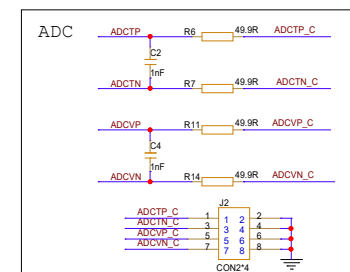 ADC
ADCTP R6 49.9R ADCTP_C
C2
1nF
ADCTN R7 49.9R ADCTN_C
ADCVP R11 49.9R ADCVP_C
C4
1nF
ADCVN R14 49.9R ADCVN_C
J2
ADCTP_C 1 1 2 2
ADCTN_C 3 3 4 4
ADCVP_C 5 5 6 6
ADCVN_C 7 7 8 8
CON2*4